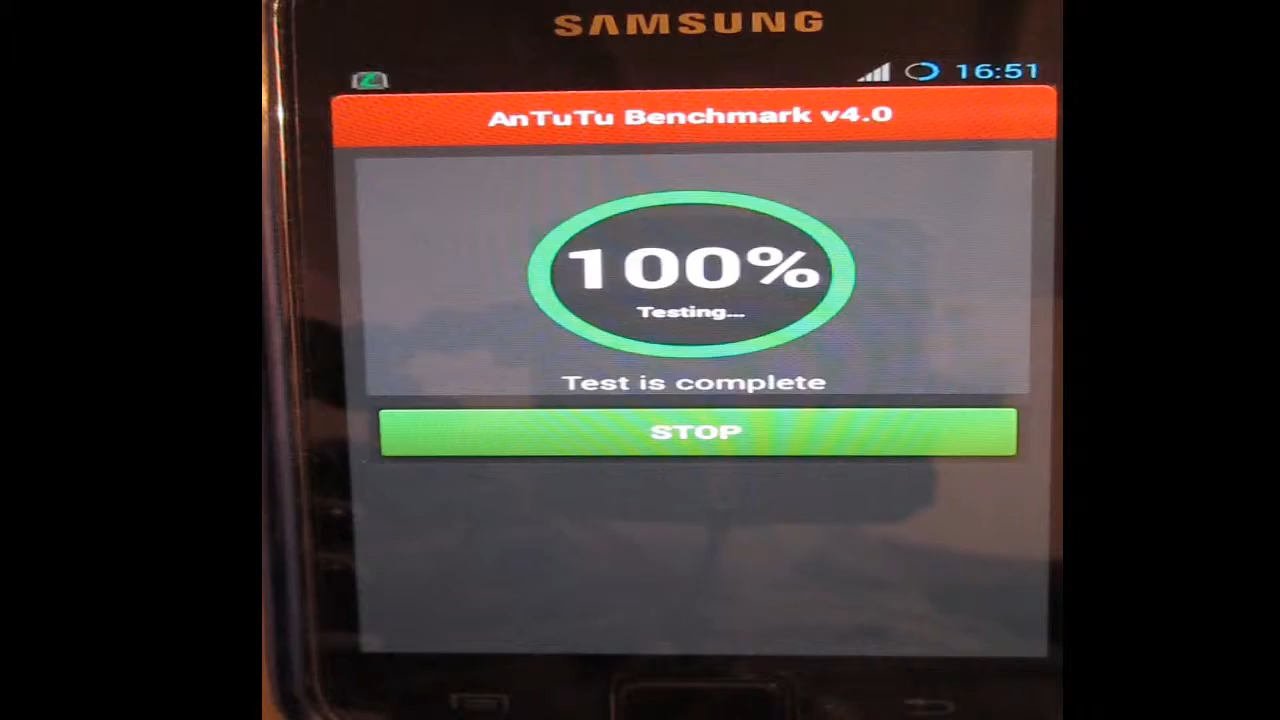 SAMSUNG
16:51
AnTuTu Benchmark v4.0
100%
Testing...
Test is complete
STOP